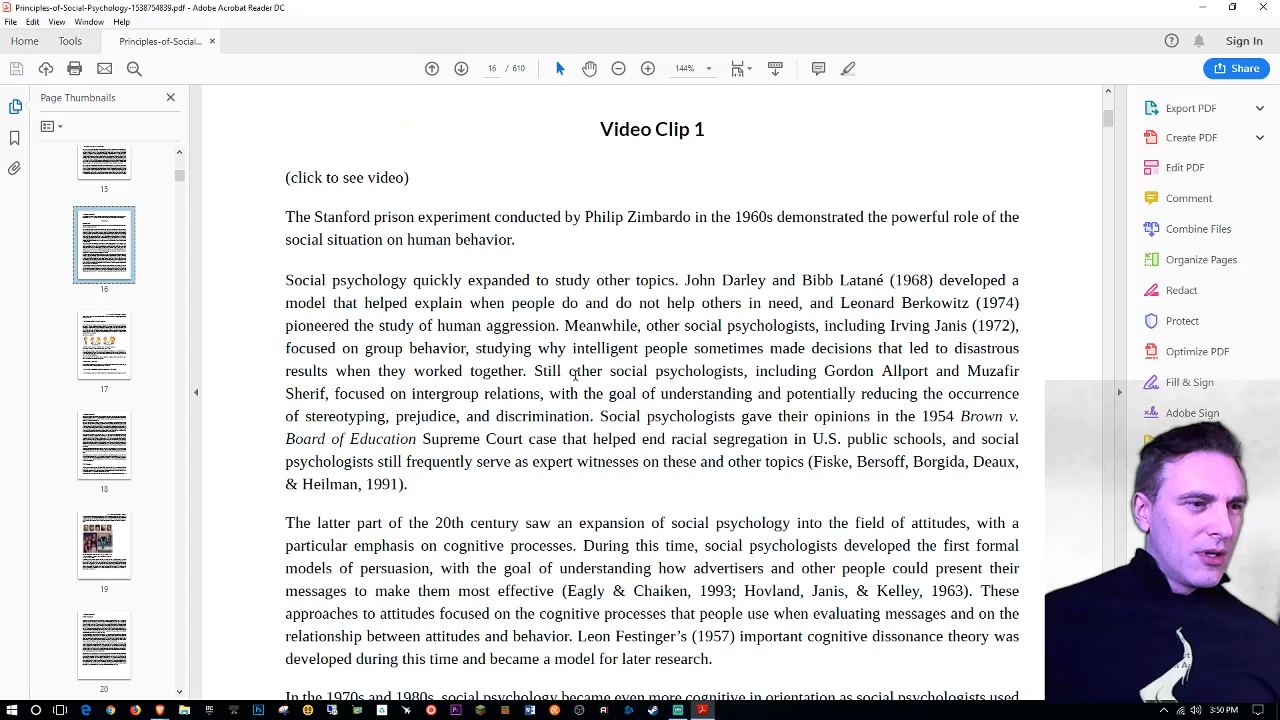 Principles-of-Social-Psychology-1538754839.pdf - Adobe Acrobat Reader DC
File Edit View Window Help
Home Tools Principles-of-Social... × Sign In
16 / 610 144% Share
Page Thumbnails
15
16
17
18
19
20
Video Clip 1
(click to see video)
The Stanford prison experiment conducted by Philip Zimbardo in the 1960s demonstrated the powerful role of the
social situation on human behavior.
Social psychology quickly expanded to study other topics. John Darley and Bibb Latané (1968) developed a
model that helped explain when people do and do not help others in need, and Leonard Berkowitz (1974)
pioneered the study of human aggression. Meanwhile, other social psychologists, including Irving Janis (1972),
focused on group behavior, studying why intelligent people sometimes made decisions that led to disastrous
results when they worked together. Still other social psychologists, including Gordon Allport and Muzafir
Sherif, focused on intergroup relations, with the goal of understanding and potentially reducing the occurrence
of stereotyping, prejudice, and discrimination. Social psychologists gave their opinions in the 1954 Brown v.
Board of Education Supreme Court case that helped end racial segregation in U.S. public schools, and social
psychologists still frequently serve as expert witnesses on these and other topics (Fiske, Bersoff, Borgida, Deaux,
& Heilman, 1991).
The latter part of the 20th century saw an expansion of social psychology into the field of attitudes, with a
particular emphasis on cognitive processes. During this time, social psychologists developed the first formal
models of persuasion, with the goal of understanding how advertisers and other people could present their
messages to make them most effective (Eagly & Chaiken, 1993; Hovland, Janis, & Kelley, 1963). These
approaches to attitudes focused on the cognitive processes that people use when evaluating messages and on the
relationship between attitudes and behavior. Leon Festinger’s (1957) important cognitive dissonance theory was
developed during this time and became a model for later research.
In the 1970s and 1980s, social psychology became even more cognitive in orientation as social psychologists used
Export PDF
Create PDF
Edit PDF
Comment
Combine Files
Organize Pages
Redact
Protect
Optimize PDF
Fill & Sign
Adobe Sign
3:50 PM